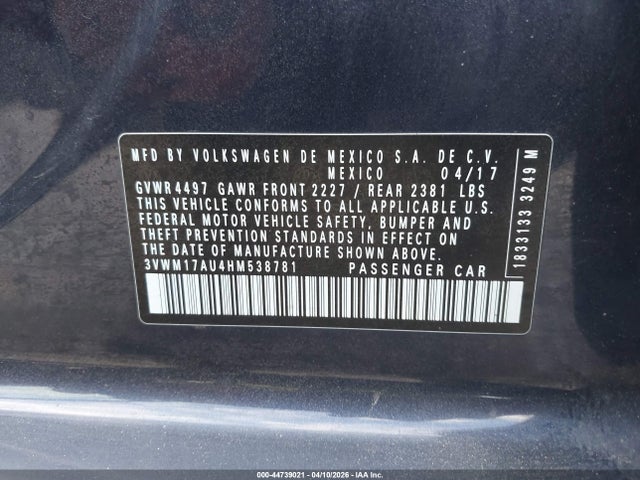 MFD BY VOLKSWAGEN DE MEXICO S.A. DE C.V.
MEXICO 04/17
GVWR4497 GAWR FRONT 2227 / REAR 2381 LBS
THIS VEHICLE CONFORMS TO ALL APPLICABLE U.S.
FEDERAL MOTOR VEHICLE SAFETY, BUMPER AND
THEFT PREVENTION STANDARDS IN EFFECT ON
THE DATE OF MANUFACTURE SHOWN ABOVE.
3VWM17AU4HM538781 PASSENGER CAR
1833133 3249 M
000-44739021 - 04/10/2026 - IAA Inc.